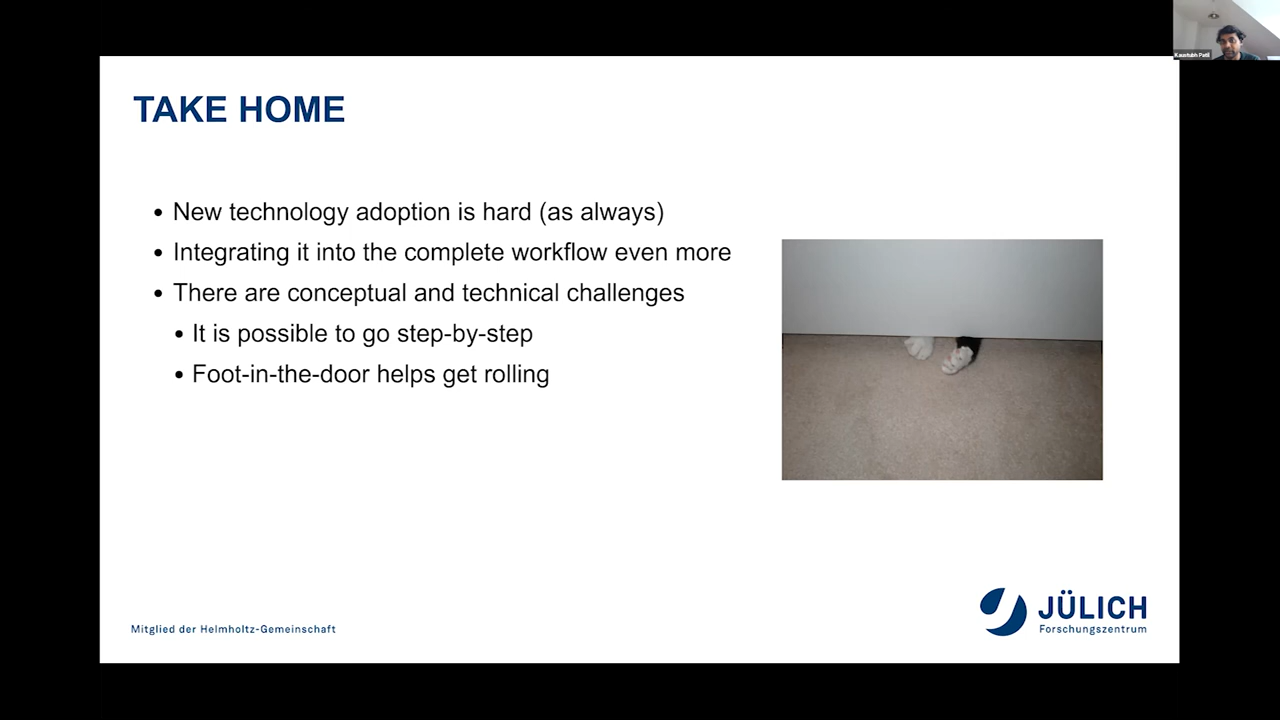 Kaustubh Patil
TAKE HOME
New technology adoption is hard (as always)
Integrating it into the complete workflow even more
There are conceptual and technical challenges
It is possible to go step-by-step
Foot-in-the-door helps get rolling
Mitglied der Helmholtz-Gemeinschaft
JÜLICH
Forschungszentrum